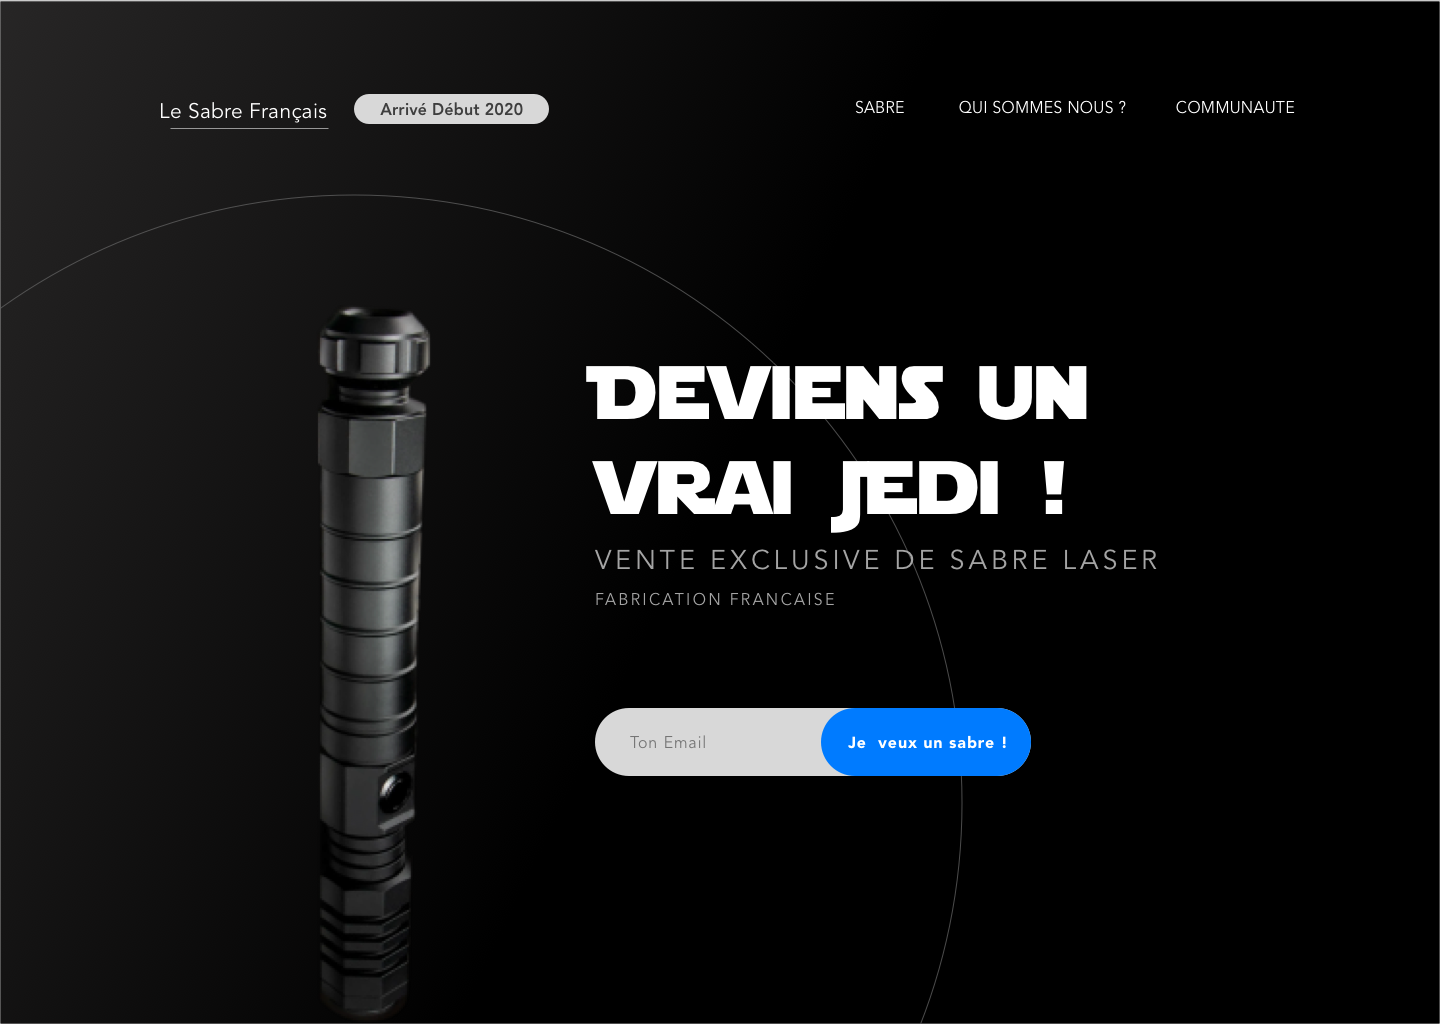 Le Sabre Français
Arrivé Début 2020
SABRE
QUI SOMMES NOUS ?
COMMUNAUTE
DEVIENS UN
VRAI JEDI !
VENTE EXCLUSIVE DE SABRE LASER
FABRICATION FRANCAISE
Ton Email
Je veux un sabre !